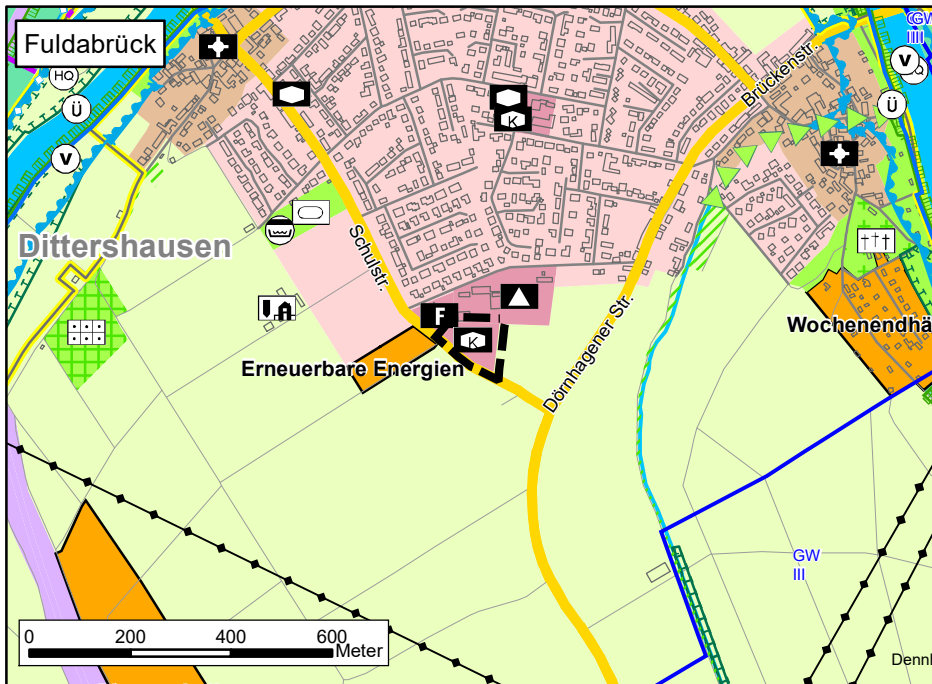 Fuldabrück
HQ
Ü
V
GW
III
V
Ü
Brückenstr.
K
Dittershausen
Schulstr.
F
K
Erneuerbare Energien
Dörnhagener Str.
Wochenendhä
GW
III
0 200 400 600
Meter
Dennl